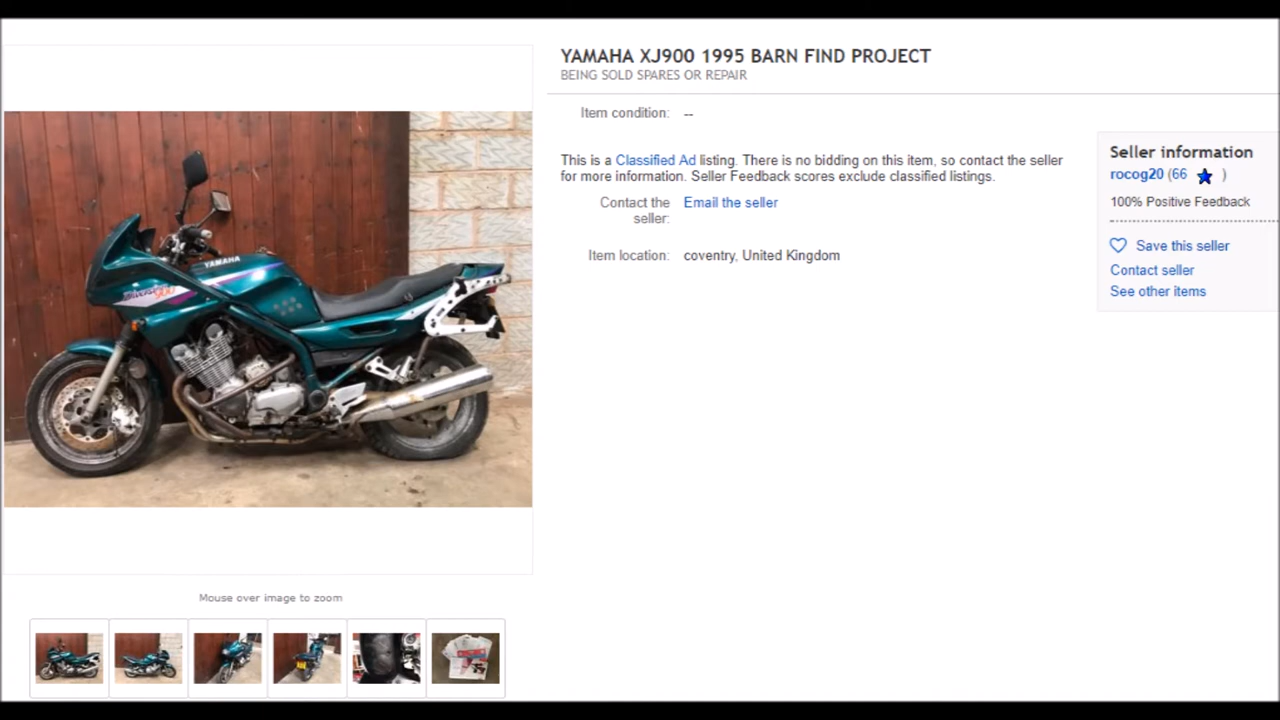 YAMAHA XJ900 1995 BARN FIND PROJECT
BEING SOLD SPARES OR REPAIR
Item condition: --
This is a Classified Ad listing. There is no bidding on this item, so contact the seller
for more information. Seller Feedback scores exclude classified listings.
Contact the
seller:
Email the seller
Item location: coventry, United Kingdom
Seller information
rocog20 (66 )
100% Positive Feedback
Save this seller
Contact seller
See other items
YAMAHA
900
Mouse over image to zoom